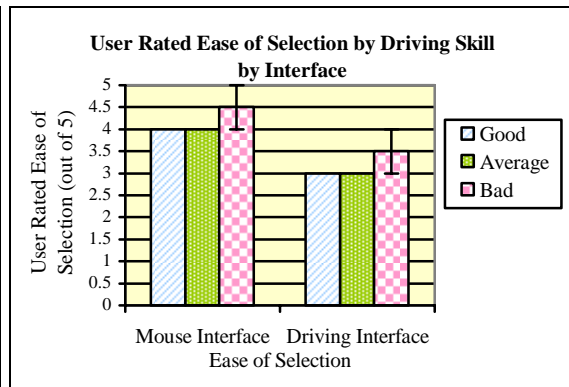 User Rated Ease of Selection by Driving Skill
by Interface
User Rated Ease of
Selection (out of 5)
5
4.5
4
3.5
3
2.5
2
1.5
1
0.5
0
Mouse Interface Driving Interface
Ease of Selection
Good
Average
Bad